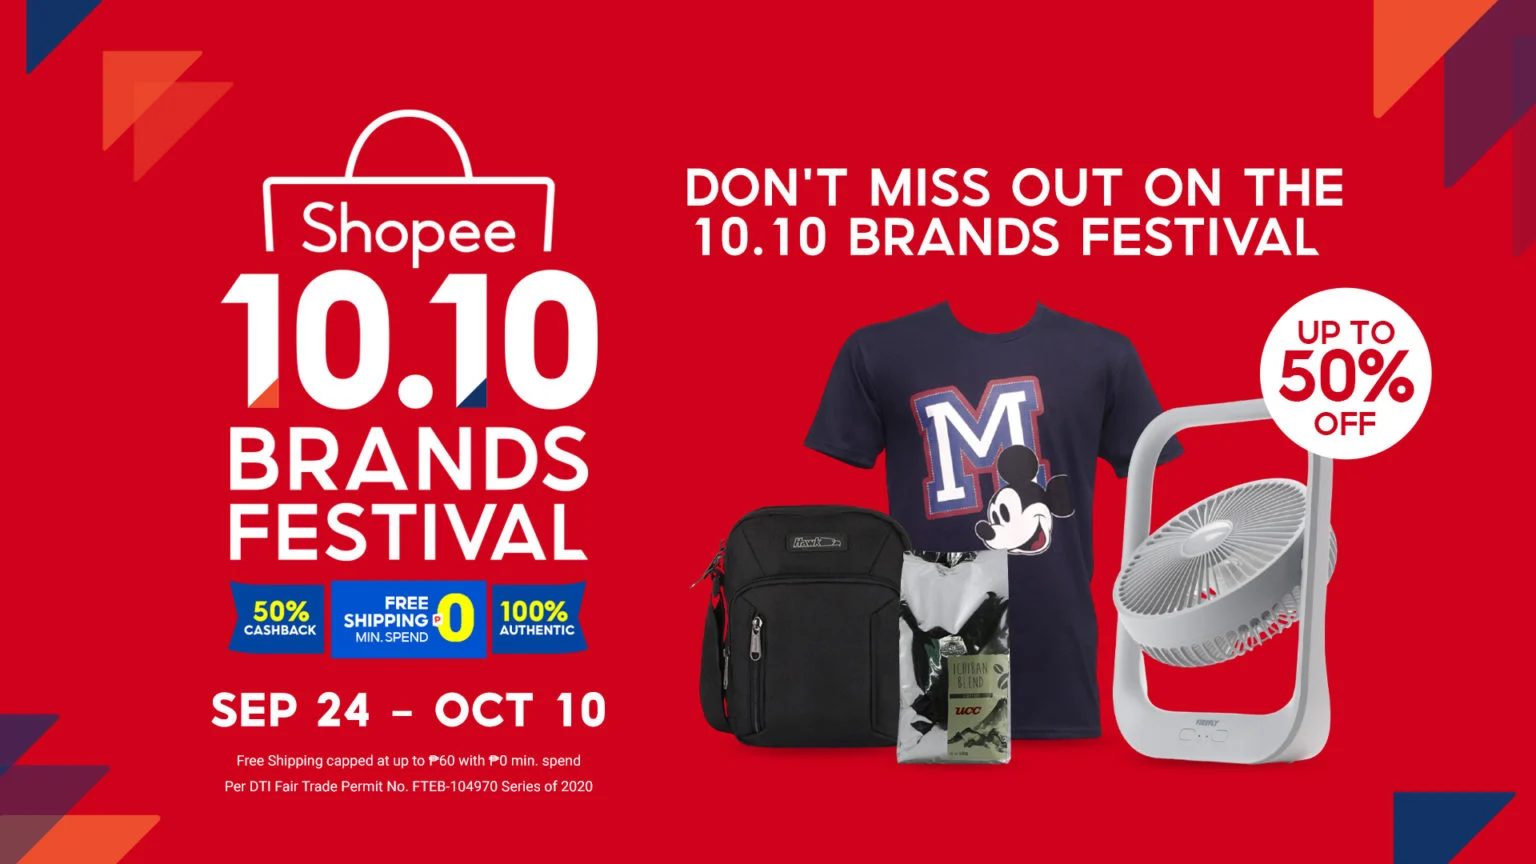 Shopee
10.10
BRANDS
FESTIVAL
50%
CASHBACK
FREE
SHIPPING
MIN. SPEND
₱0
100%
AUTHENTIC
SEP 24 - OCT 10
Free Shipping capped at up to ₱60 with ₱0 min. spend
Per DTI Fair Trade Permit No. FTEB-104970 Series of 2020
DON'T MISS OUT ON THE
10.10 BRANDS FESTIVAL
UP TO
50%
OFF
M
HAWK
ICHIBAN
BLEND
UCC
FIREFLY